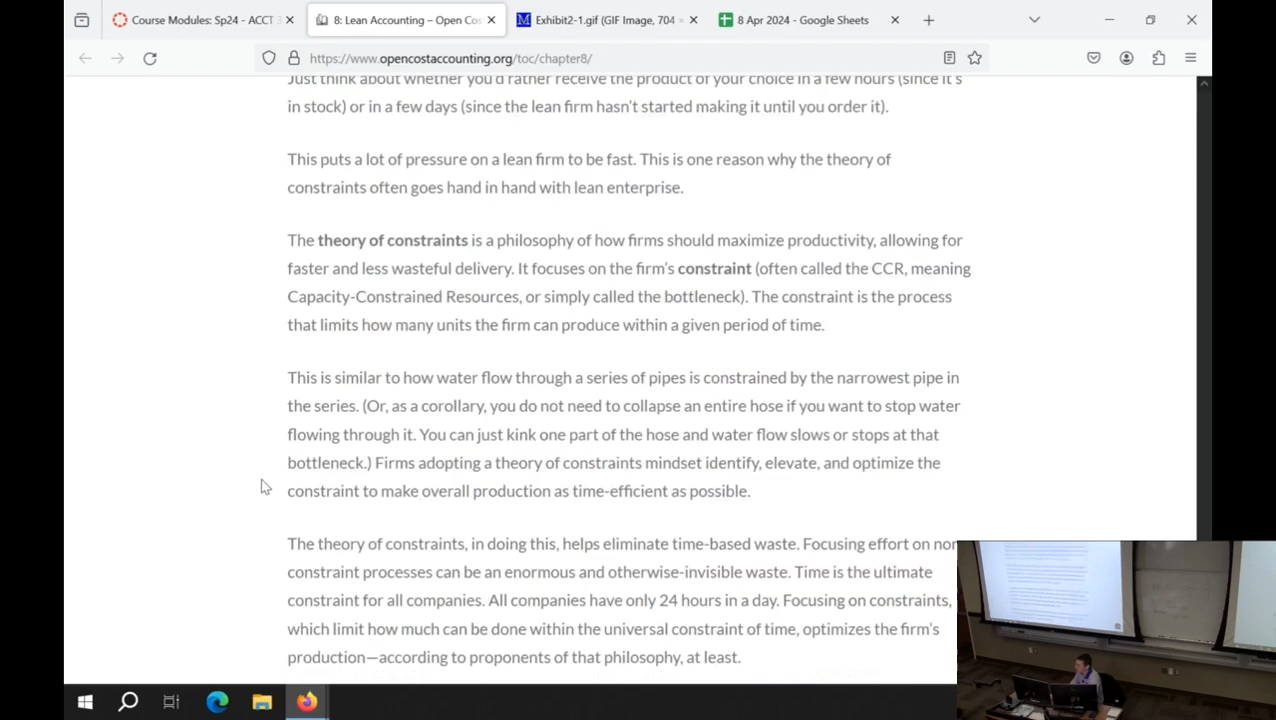 Course Modules: Sp24 - ACCT
8: Lean Accounting – Open Cos
Exhibit2-1.gif (GIF Image, 704 ×
8 Apr 2024 - Google Sheets
https://www.opencostaccounting.org/toc/chapter8/
Just think about whether you'd rather receive the product of your choice in a few hours (since it's
in stock) or in a few days (since the lean firm hasn't started making it until you order it).
This puts a lot of pressure on a lean firm to be fast. This is one reason why the theory of
constraints often goes hand in hand with lean enterprise.
The theory of constraints is a philosophy of how firms should maximize productivity, allowing for
faster and less wasteful delivery. It focuses on the firm's constraint (often called the CCR, meaning
Capacity-Constrained Resources, or simply called the bottleneck). The constraint is the process
that limits how many units the firm can produce within a given period of time.
This is similar to how water flow through a series of pipes is constrained by the narrowest pipe in
the series. (Or, as a corollary, you do not need to collapse an entire hose if you want to stop water
flowing through it. You can just kink one part of the hose and water flow slows or stops at that
bottleneck.) Firms adopting a theory of constraints mindset identify, elevate, and optimize the
constraint to make overall production as time-efficient as possible.
The theory of constraints, in doing this, helps eliminate time-based waste. Focusing effort on non
constraint processes can be an enormous and otherwise-invisible waste. Time is the ultimate
constraint for all companies. All companies have only 24 hours in a day. Focusing on constraints,
which limit how much can be done within the universal constraint of time, optimizes the firm's
production—according to proponents of that philosophy, at least.